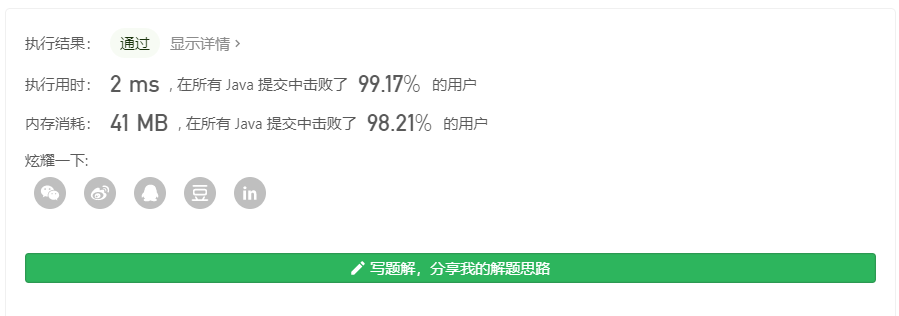 执行结果： 通过 显示详情 >
执行用时： 2 ms , 在所有 Java 提交中击败了 99.17% 的用户
内存消耗： 41 MB , 在所有 Java 提交中击败了 98.21% 的用户
炫耀一下:
豆 in
写题解，分享我的解题思路